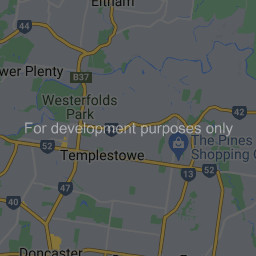 Eltham
44
wer Plenty
B37
Westerfolds
Park
42
For development purposes only
52
Templestowe
The Pines
Shopping C
13
52
47
40
Doncaster